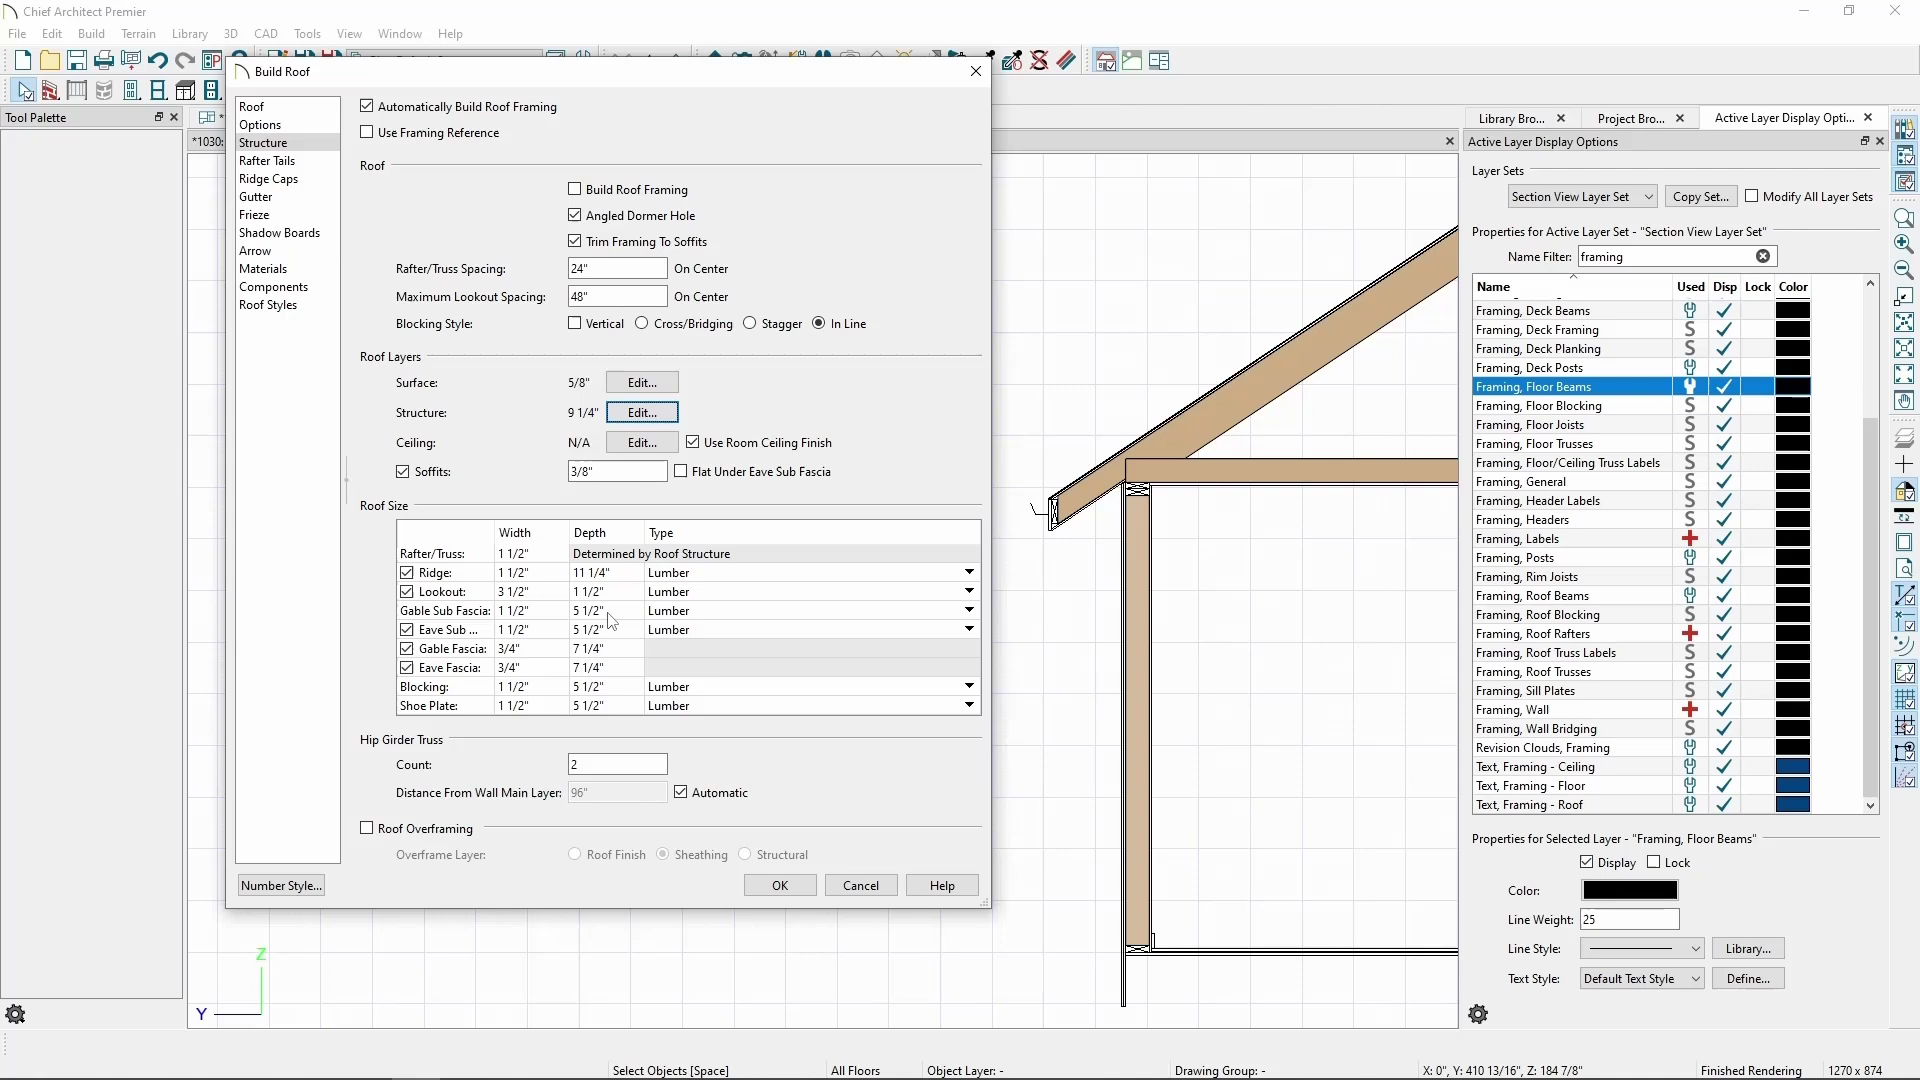 Chief Architect Premier
File Edit Build Terrain Library 3D CAD Tools View Window Help
Tool Palette
*1030:
Build Roof
Roof
Options
Structure
Rafter Tails
Ridge Caps
Gutter
Frieze
Shadow Boards
Arrow
Materials
Components
Roof Styles
Automatically Build Roof Framing
Use Framing Reference
Roof
Build Roof Framing
Angled Dormer Hole
Trim Framing To Soffits
Rafter/Truss Spacing: 24" On Center
Maximum Lookout Spacing: 48" On Center
Blocking Style: Vertical Cross/Bridging Stagger In Line
Roof Layers
Surface: 5/8" Edit...
Structure: 9 1/4" Edit...
Ceiling: N/A Edit... Use Room Ceiling Finish
Soffits: 3/8" Flat Under Eave Sub Fascia
Roof Size
Width Depth Type
Rafter/Truss: 1 1/2" Determined by Roof Structure
Ridge: 1 1/2" 11 1/4" Lumber
Lookout: 3 1/2" 1 1/2" Lumber
Gable Sub Fascia: 1 1/2" 5 1/2" Lumber
Eave Sub ... 1 1/2" 5 1/2" Lumber
Gable Fascia: 3/4" 7 1/4"
Eave Fascia: 3/4" 7 1/4"
Blocking: 1 1/2" 5 1/2" Lumber
Shoe Plate: 1 1/2" 5 1/2" Lumber
Hip Girder Truss
Count: 2
Distance From Wall Main Layer: 96" Automatic
Roof Overframing
Overframe Layer: Roof Finish Sheathing Structural
Number Style... OK Cancel Help
Z
Y
Library Bro... Project Bro... Active Layer Display Opti...
Active Layer Display Options
Layer Sets
Section View Layer Set Copy Set... Modify All Layer Sets
Properties for Active Layer Set - "Section View Layer Set"
Name Filter: framing
Name Used Disp Lock Color
Framing, Deck Beams
Framing, Deck Framing S
Framing, Deck Planking S
Framing, Deck Posts
Framing, Floor Beams
Framing, Floor Blocking S
Framing, Floor Joists S
Framing, Floor Trusses S
Framing, Floor/Ceiling Truss Labels S
Framing, General S
Framing, Header Labels S
Framing, Headers S
Framing, Labels
Framing, Posts
Framing, Rim Joists S
Framing, Roof Beams
Framing, Roof Blocking S
Framing, Roof Rafters
Framing, Roof Truss Labels S
Framing, Roof Trusses S
Framing, Sill Plates S
Framing, Wall
Framing, Wall Bridging S
Revision Clouds, Framing
Text, Framing - Ceiling
Text, Framing - Floor
Text, Framing - Roof
Properties for Selected Layer - "Framing, Floor Beams"
Display Lock
Color:
Line Weight: 25
Line Style: Library...
Text Style: Default Text Style Define...
Select Objects [Space] All Floors Object Layer: - Drawing Group: - X: 0", Y: 410 13/16", Z: 184 7/8" Finished Rendering 1270 x 874